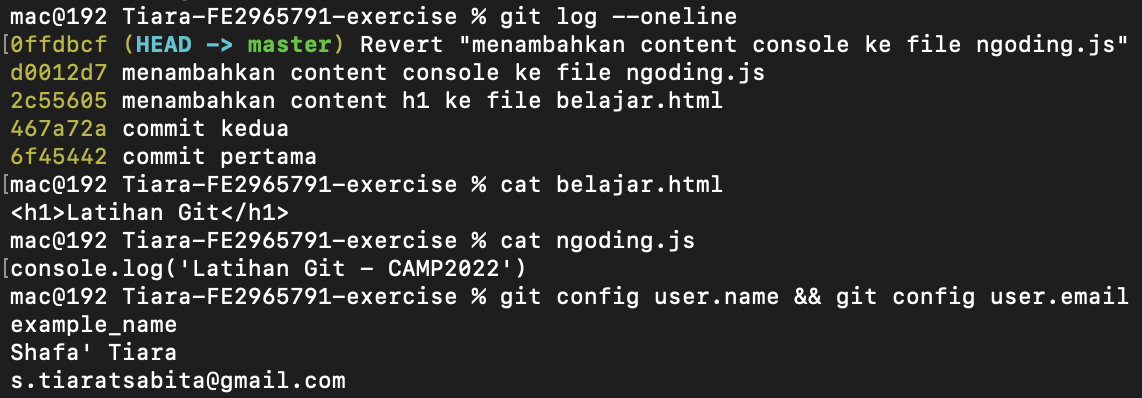 mac@192 Tiara-FE2965791-exercise % git log --oneline
[0ffdbcf (HEAD -> master) Revert "menambahkan content console ke file ngoding.js"
d0012d7 menambahkan content console ke file ngoding.js
2c55605 menambahkan content h1 ke file belajar.html
467a72a commit kedua
6f45442 commit pertama
[mac@192 Tiara-FE2965791-exercise % cat belajar.html
<h1>Latihan Git</h1>
mac@192 Tiara-FE2965791-exercise % cat ngoding.js
[console.log('Latihan Git - CAMP2022')
mac@192 Tiara-FE2965791-exercise % git config user.name && git config user.email
example_name
Shafa' Tiara
s.tiaratsabita@gmail.com